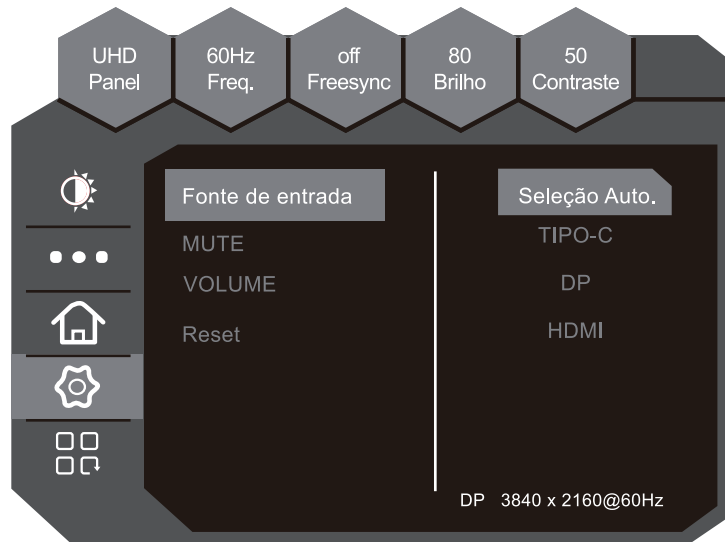 UHD
Panel
60Hz
Freq.
off
Freesync
80
Brilho
50
Contraste
Fonte de entrada
MUTE
VOLUME
Reset
Seleção Auto.
TIPO-C
DP
HDMI
DP 3840 x 2160@60Hz